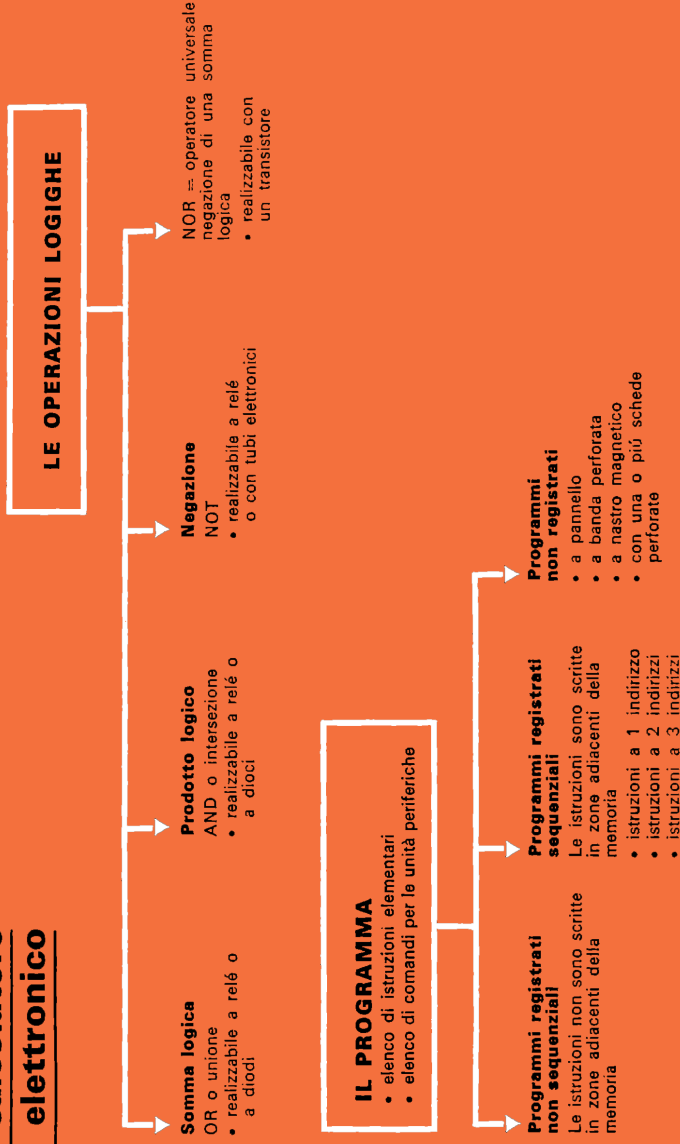 elettronico
LE OPERAZIONI LOGIGHE
Somma logica
OR o unione
• realizzabile a relé o
a diodi
Prodotto logico
AND o intersezione
• realizzabile a relé o
a dioci
Negazione
NOT
• realizzabile a relé
o con tubi elettronici
NOR = operatore universale
negazione di una somma
logica
• realizzabile con
un transistore
IL PROGRAMMA
• elenco di istruzioni elementari
• elenco di comandi per le unità periferiche
Programmi registrati
non sequenziali
Le istruzioni non sono scritte
in zone adiacenti della
memoria
Programmi registrati
sequenziali
Le istruzioni sono scritte
in zone adiacenti della
memoria
• istruzioni a 1 indirizzo
• istruzioni a 2 indirizzi
• istruzioni a 3 indirizzi
Programmi
non registrati
• a pannello
• a banda perforata
• a nastro magnetico
• con una o piú schede
perforate